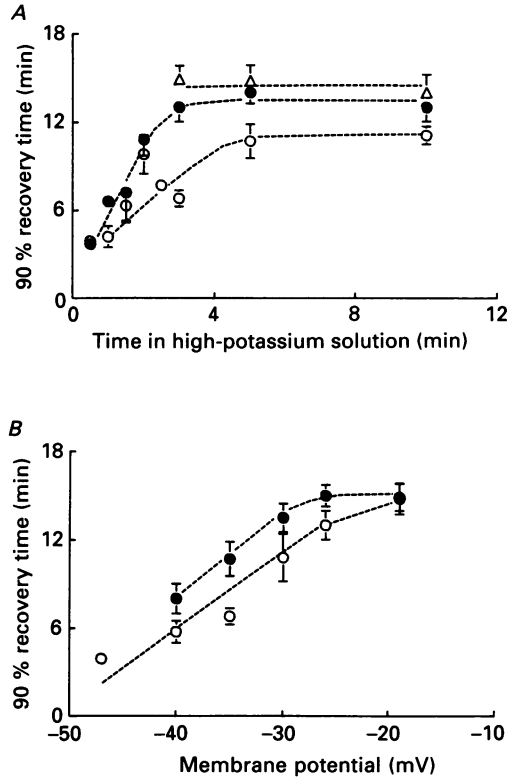 A
18
12
6
0
90 % recovery time (min)
0
4
8
12
Time in high-potassium solution (min)
B
18
12
6
0
90 % recovery time (min)
–50
–40
–30
–20
–10
Membrane potential (mV)